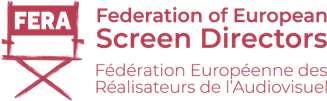 FERA
Federation of European
Screen Directors
Fédération Européenne des
Réalisateurs de l'Audiovisuel